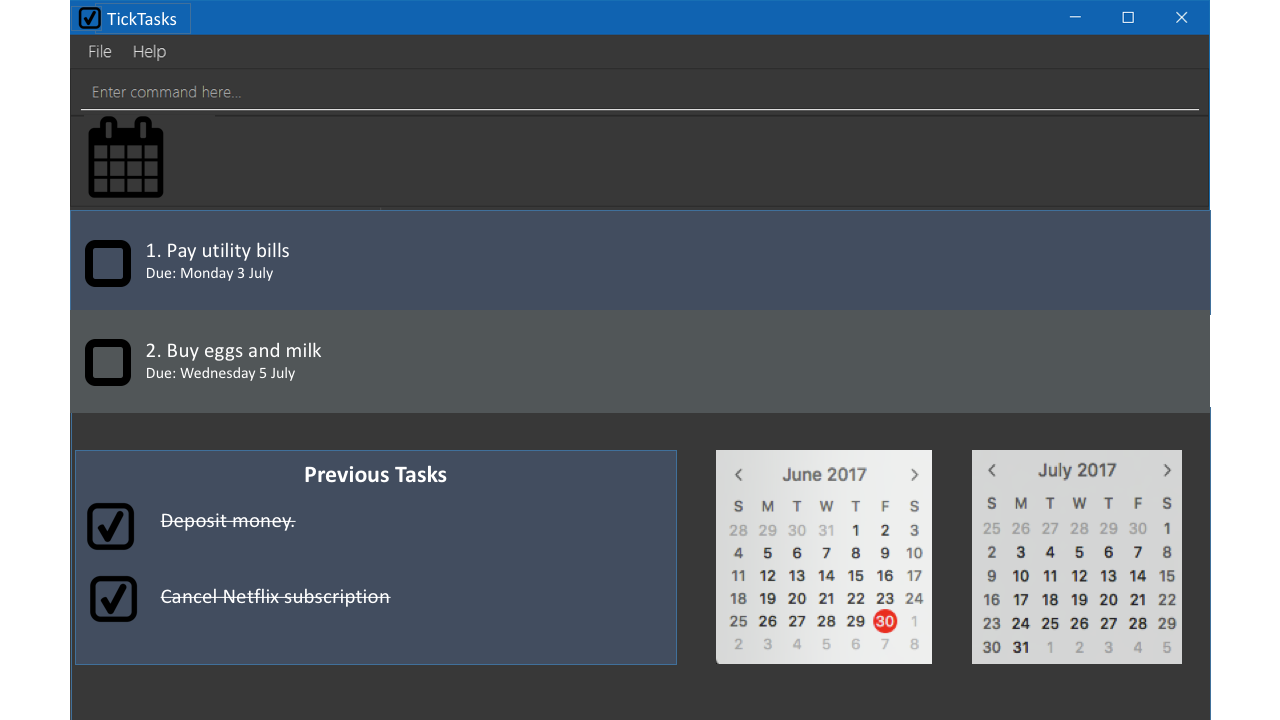 TickTasks
File Help
Enter command here...
1. Pay utility bills
Due: Monday 3 July
2. Buy eggs and milk
Due: Wednesday 5 July
Previous Tasks
Deposit money.
Cancel Netflix subscription
June 2017
S M T W T F S
28 29 30 31 1 2 3
4 5 6 7 8 9 10
11 12 13 14 15 16 17
18 19 20 21 22 23 24
25 26 27 28 29 30 1
2 3 4 5 6 7 8
July 2017
S M T W T F S
25 26 27 28 29 30 1
2 3 4 5 6 7 8
9 10 11 12 13 14 15
16 17 18 19 20 21 22
23 24 25 26 27 28 29
30 31 1 2 3 4 5